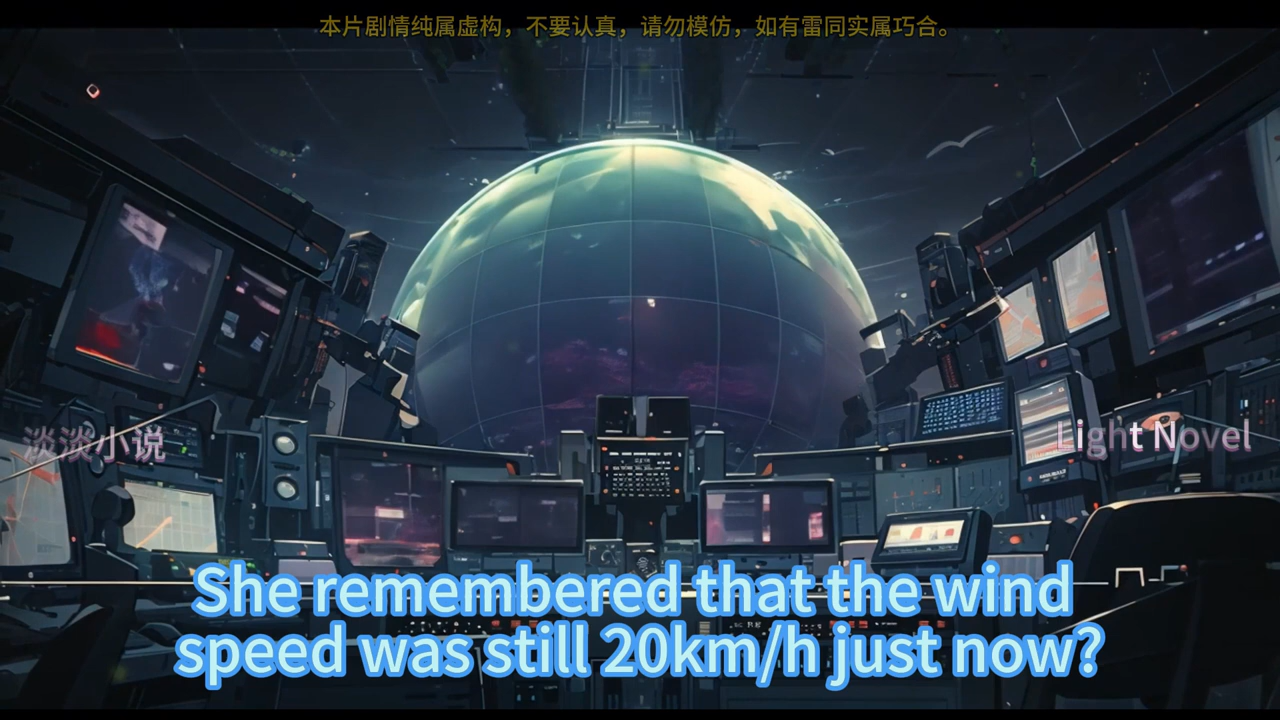 本片剧情纯属虚构，不要认真，请勿模仿，如有雷同实属巧合。
淡淡小说
Light Novel
She remembered that the wind
speed was still 20km/h just now?